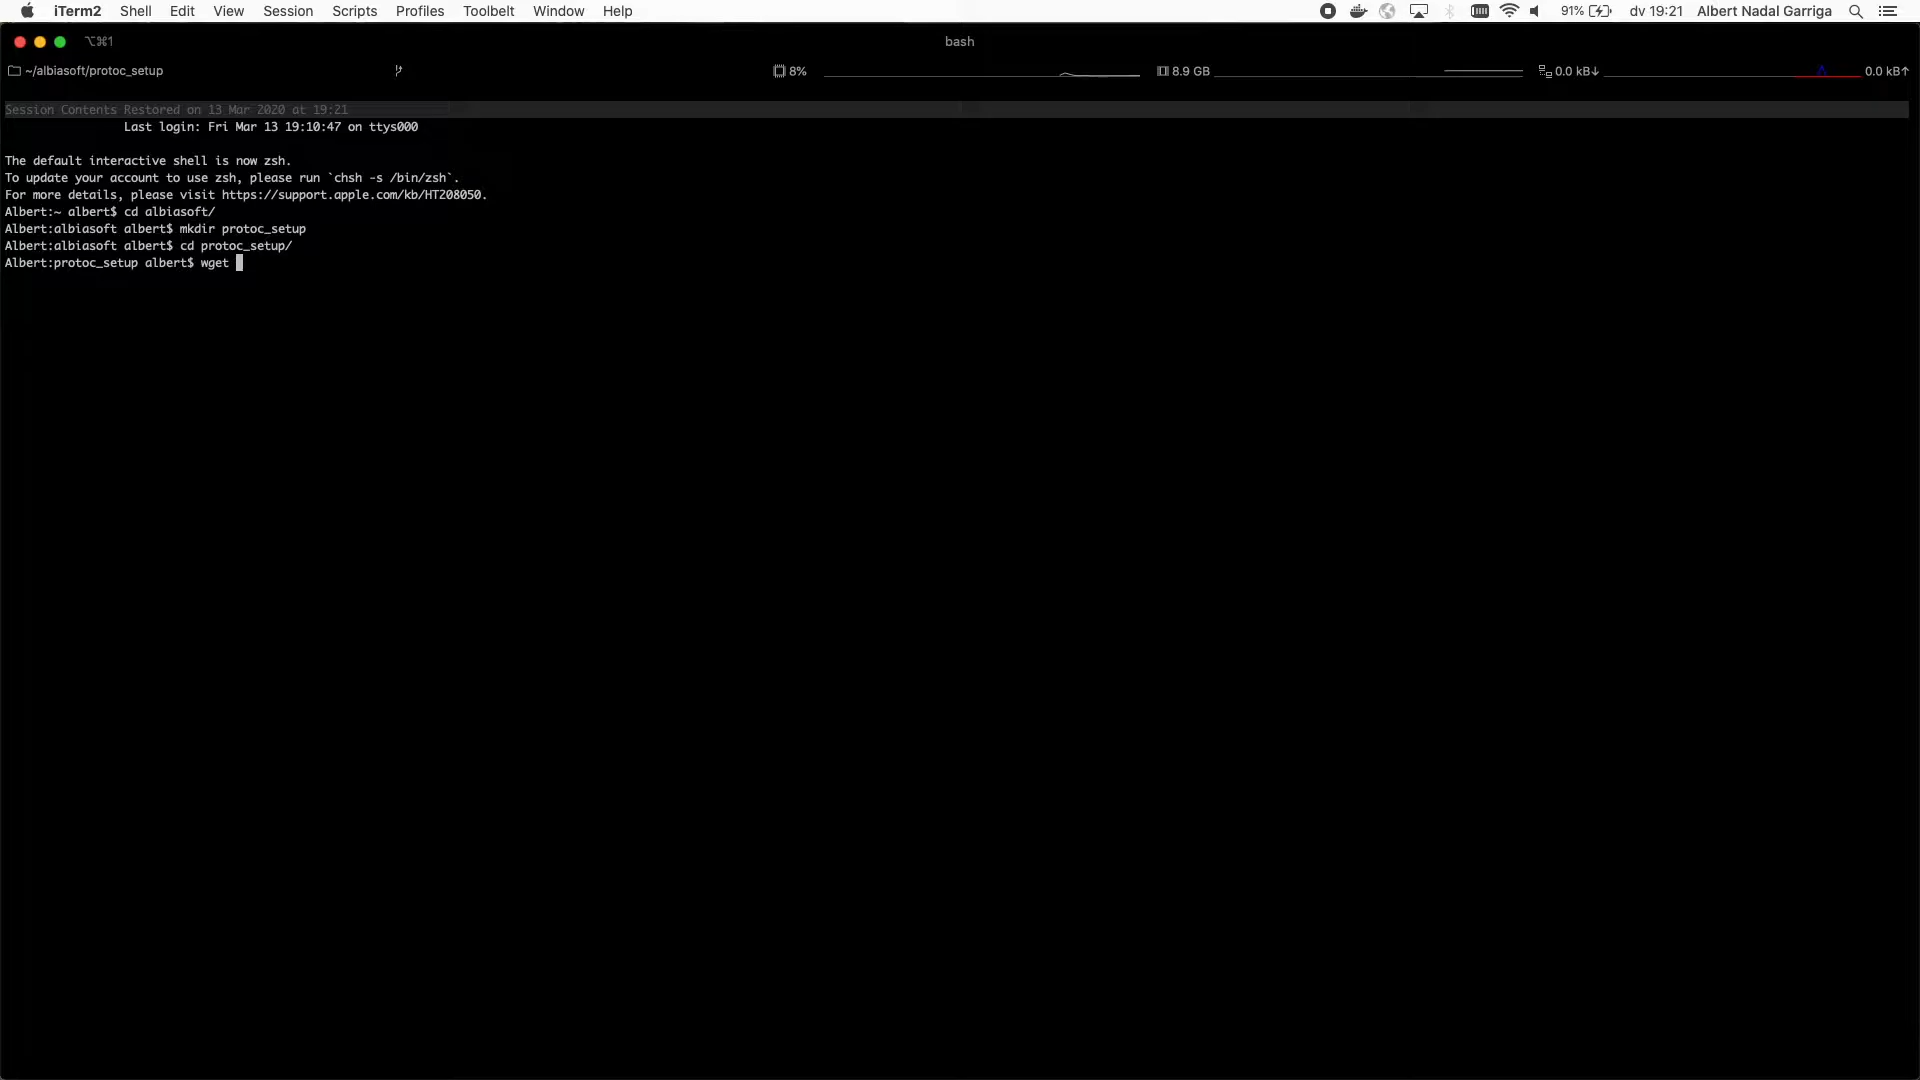 iTerm2 Shell Edit View Session Scripts Profiles Toolbelt Window Help 91% dv 19:21 Albert Nadal Garriga
⌥⌘1 bash
~/albiasoft/protoc_setup 8% 8.9 GB 0.0 kB↓ 0.0 kB↑
Session Contents Restored on 13 Mar 2020 at 19:21
Last login: Fri Mar 13 19:10:47 on ttys000
The default interactive shell is now zsh.
To update your account to use zsh, please run `chsh -s /bin/zsh`.
For more details, please visit https://support.apple.com/kb/HT208050.
Albert:~ albert$ cd albiasoft/
Albert:albiasoft albert$ mkdir protoc_setup
Albert:albiasoft albert$ cd protoc_setup/
Albert:protoc_setup albert$ wget